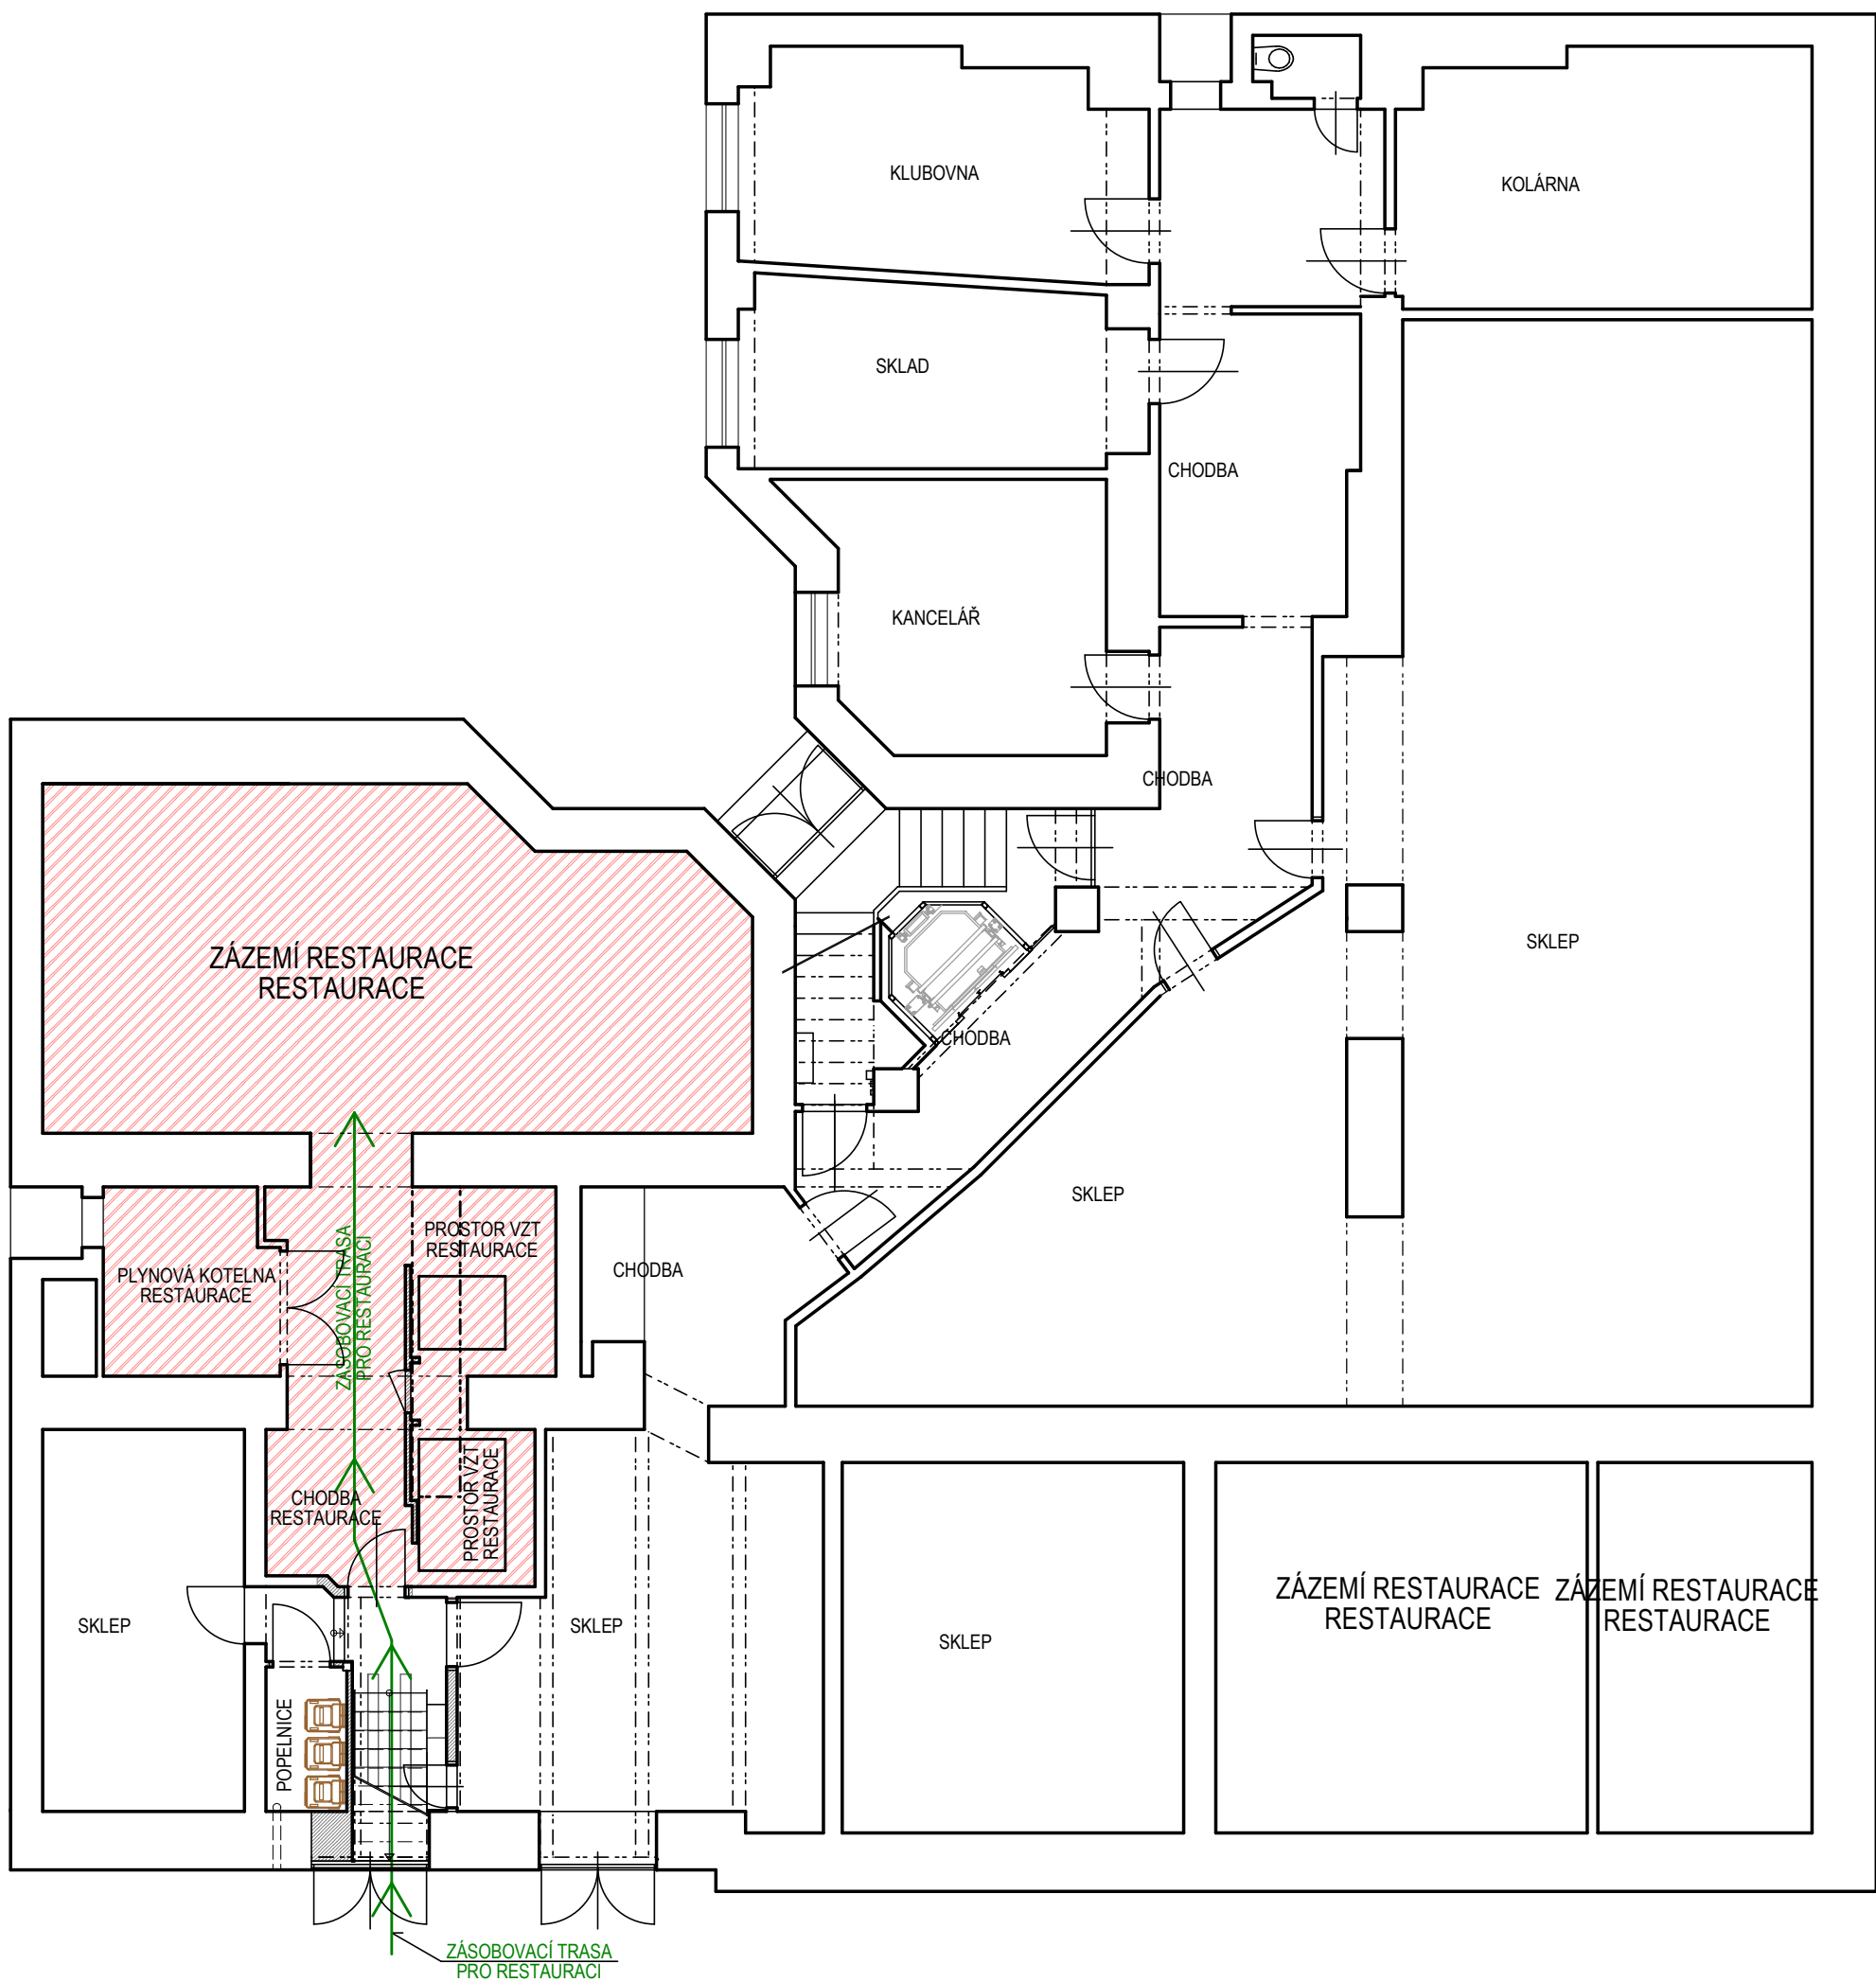 KLUBOVNA
KOLÁRNA
SKLAD
CHODBA
KANCELÁŘ
CHODBA
ZÁZEMÍ RESTAURACE
RESTAURACE
SKLEP
CHODBA
SKLEP
PROSTOR VZT
RESTAURACE
PLYNOVÁ KOTELNA
RESTAURACE
ZÁSOBOVACÍ TRASA
PRO RESTAURACI
CHODBA
CHODBA
RESTAURACE
PROSTOR VZT
RESTAURACE
SKLEP
SKLEP
SKLEP
ZÁZEMÍ RESTAURACE
RESTAURACE
ZÁZEMÍ RESTAURACE
RESTAURACE
POPELNICE
ZÁSOBOVACÍ TRASA
PRO RESTAURACI